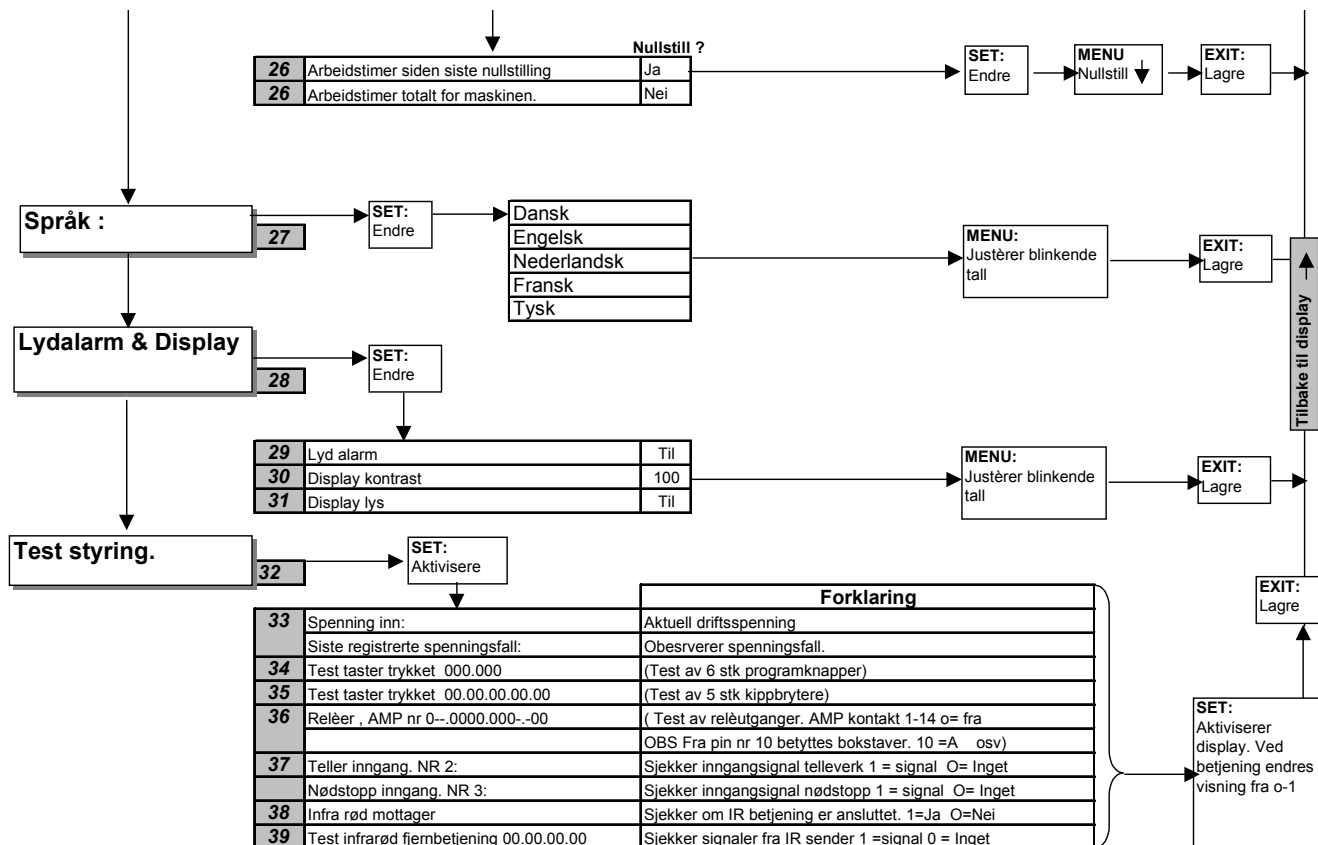 Nullstill ?
26 Arbeidstimer siden siste nullstilling Ja
26 Arbeidstimer totalt for maskinen. Nei
SET:
Endre
MENU
Nullstill
EXIT:
Lagre
Språk :
27
SET:
Endre
Dansk
Engelsk
Nederlandsk
Fransk
Tysk
MENU:
Justèrer blinkende
tall
EXIT:
Lagre
Tilbake til display
Lydalarm & Display
28
SET:
Endre
29 Lyd alarm Til
30 Display kontrast 100
31 Display lys Til
MENU:
Justèrer blinkende
tall
EXIT:
Lagre
Test styring.
32
SET:
Aktivisere
Forklaring
33 Spenning inn: Aktuell driftsspenning
Siste registrerte spenningsfall: Obesrverer spenningsfall.
34 Test taster trykket 000.000 (Test av 6 stk programknapper)
35 Test taster trykket 00.00.00.00.00 (Test av 5 stk kippbrytere)
36 Relèer , AMP nr 0--.0000.000-.-00 ( Test av relèutganger. AMP kontakt 1-14 o= fra
OBS Fra pin nr 10 betyttes bokstaver. 10 =A osv)
37 Teller inngang. NR 2: Sjekker inngangsignal telleverk 1 = signal O= Inget
Nødstopp inngang. NR 3: Sjekker inngangsignal nødstopp 1 = signal O= Inget
38 Infra rød mottager Sjekker om IR betjening er ansluttet. 1=Ja O=Nei
39 Test infrarød fjernbetjening 00.00.00.00 Sjekker signaler fra IR sender 1 =signal 0 = Inget
EXIT:
Lagre
SET:
Aktiviserer
display. Ved
betjening endres
visning fra o-1